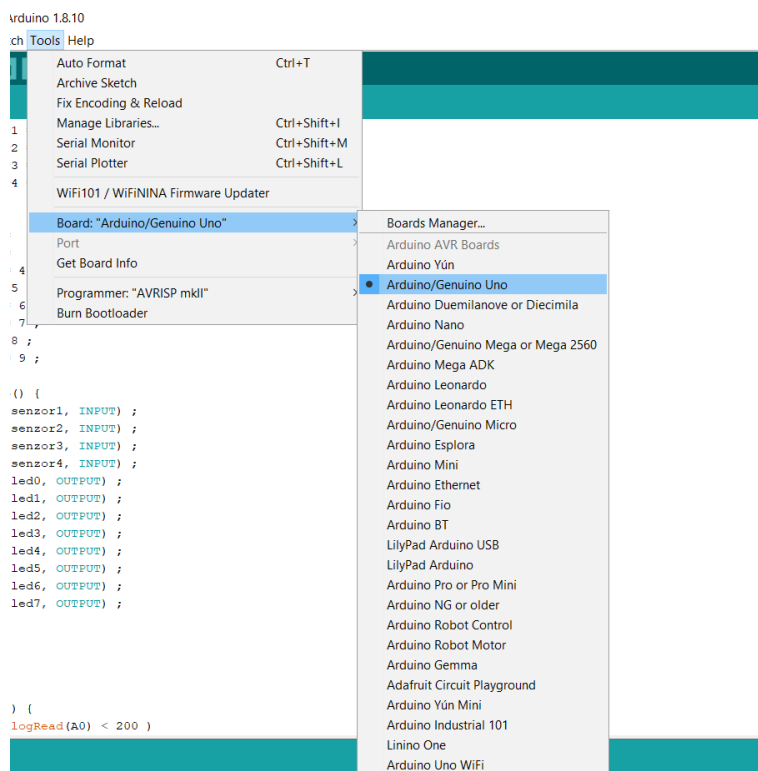 Arduino 1.8.10
ch Tools Help
Auto Format Ctrl+T
Archive Sketch
Fix Encoding & Reload
Manage Libraries... Ctrl+Shift+I
Serial Monitor Ctrl+Shift+M
Serial Plotter Ctrl+Shift+L
WiFi101 / WiFiNINA Firmware Updater
Board: "Arduino/Genuino Uno"
Port
Get Board Info
Programmer: "AVRISP mkII"
Burn Bootloader
Boards Manager...
Arduino AVR Boards
Arduino Yún
Arduino/Genuino Uno
Arduino Duemilanove or Diecimila
Arduino Nano
Arduino/Genuino Mega or Mega 2560
Arduino Mega ADK
Arduino Leonardo
Arduino Leonardo ETH
Arduino/Genuino Micro
Arduino Esplora
Arduino Mini
Arduino Ethernet
Arduino Fio
Arduino BT
LilyPad Arduino USB
LilyPad Arduino
Arduino Pro or Pro Mini
Arduino NG or older
Arduino Robot Control
Arduino Robot Motor
Arduino Gemma
Adafruit Circuit Playground
Arduino Yún Mini
Arduino Industrial 101
Linino One
Arduino Uno WiFi
1
2
3
4
4
5
6
7 ;
8 ;
9 ;
() {
senzor1, INPUT) ;
senzor2, INPUT) ;
senzor3, INPUT) ;
senzor4, INPUT) ;
led0, OUTPUT) ;
led1, OUTPUT) ;
led2, OUTPUT) ;
led3, OUTPUT) ;
led4, OUTPUT) ;
led5, OUTPUT) ;
led6, OUTPUT) ;
led7, OUTPUT) ;
) {
logRead(A0) < 200 )